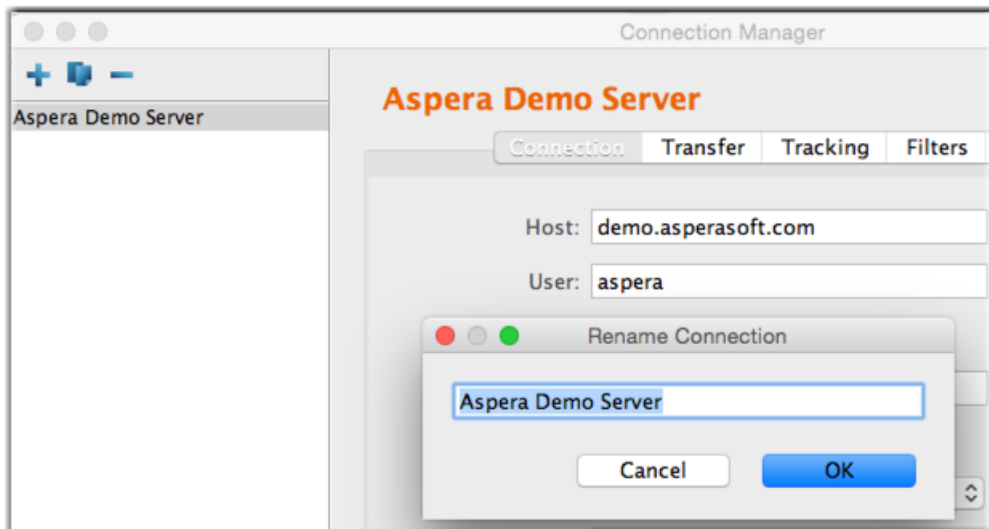 Connection Manager
Aspera Demo Server
Aspera Demo Server
Connection Transfer Tracking Filters
Host: demo.asperasoft.com
User: aspera
Rename Connection
Aspera Demo Server
Cancel OK